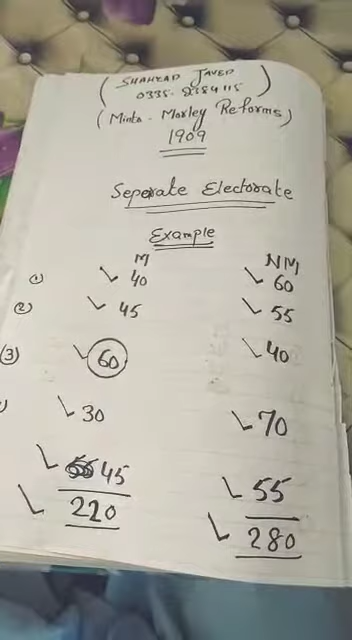 ( SHAHZAD JAVED )
( Minto - Morley Reforms )
1909
Seperate Electorate
Example
M NM
① 40 60
② 45 55
(3) 60 40
) 30 70
45 55
220 280